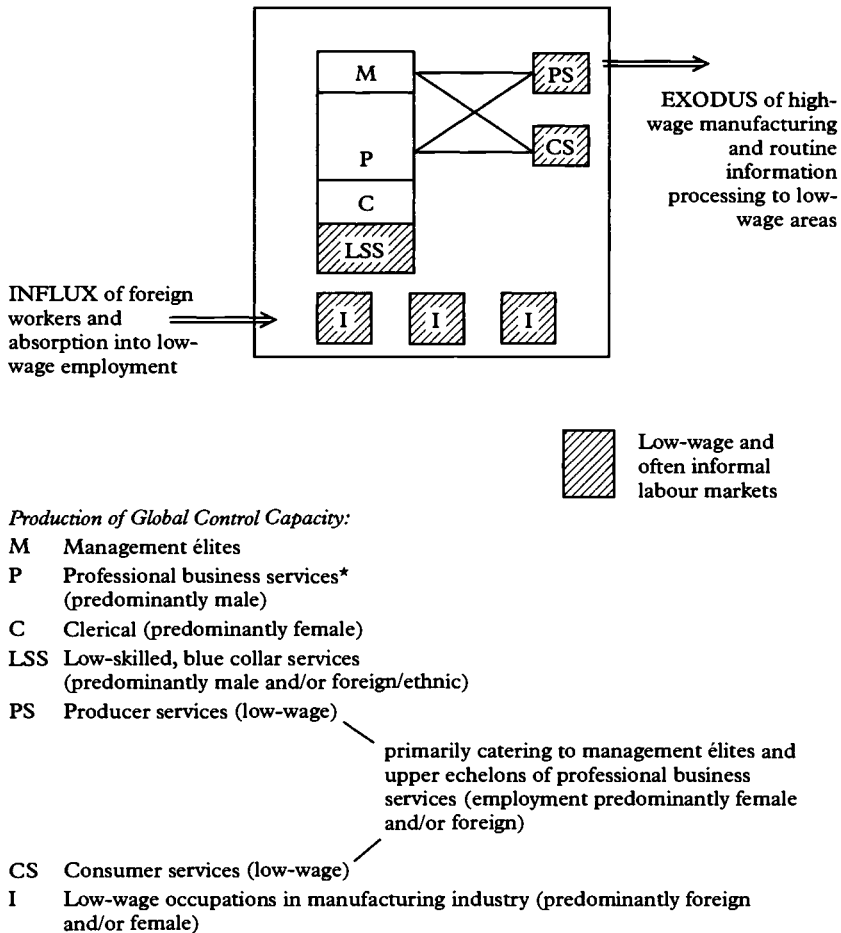 M
PS
P
CS
C
LSS
I
I
I
EXODUS of high-
wage manufacturing
and routine
information
processing to low-
wage areas
INFLUX of foreign
workers and
absorption into low-
wage employment
Low-wage and
often informal
labour markets
Production of Global Control Capacity:
M Management élites
P Professional business services*
(predominantly male)
C Clerical (predominantly female)
LSS Low-skilled, blue collar services
(predominantly male and/or foreign/ethnic)
PS Producer services (low-wage)
primarily catering to management élites and
upper echelons of professional business
services (employment predominantly female
and/or foreign)
CS Consumer services (low-wage)
I Low-wage occupations in manufacturing industry (predominantly foreign
and/or female)